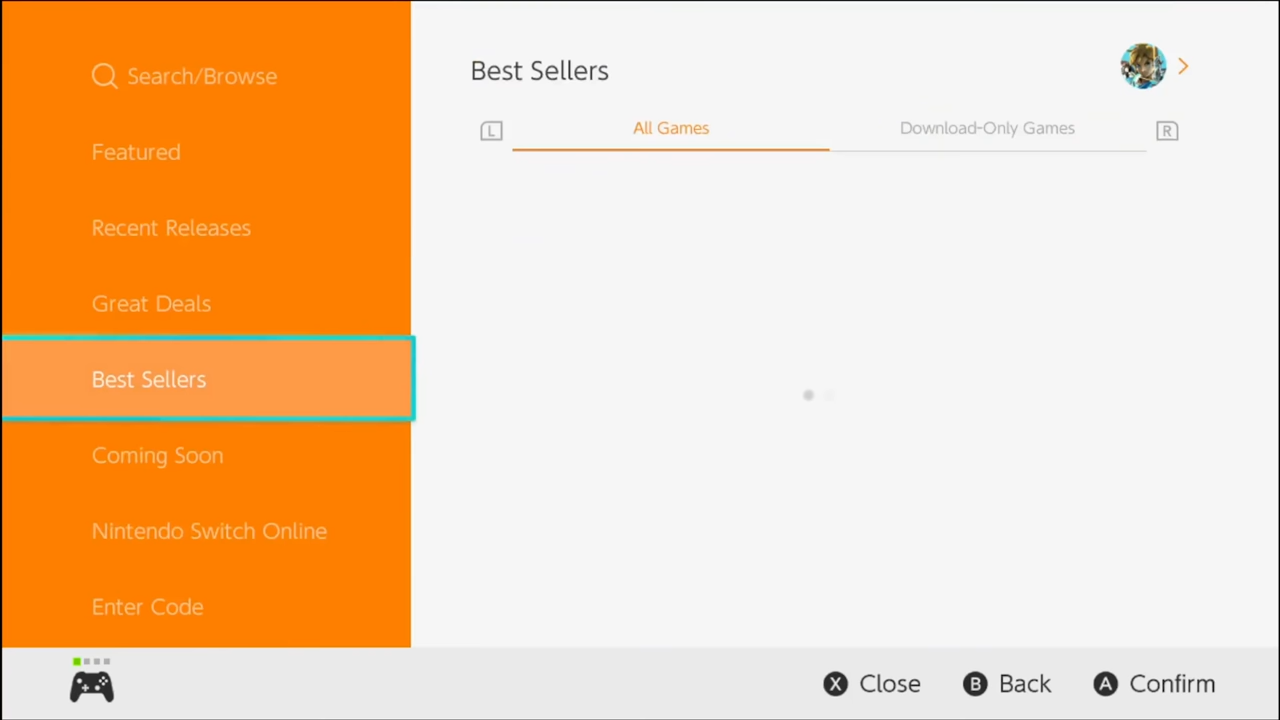 Search/Browse
Featured
Recent Releases
Great Deals
Best Sellers
Coming Soon
Nintendo Switch Online
Enter Code
Best Sellers
L All Games Download-Only Games R
X Close B Back A Confirm